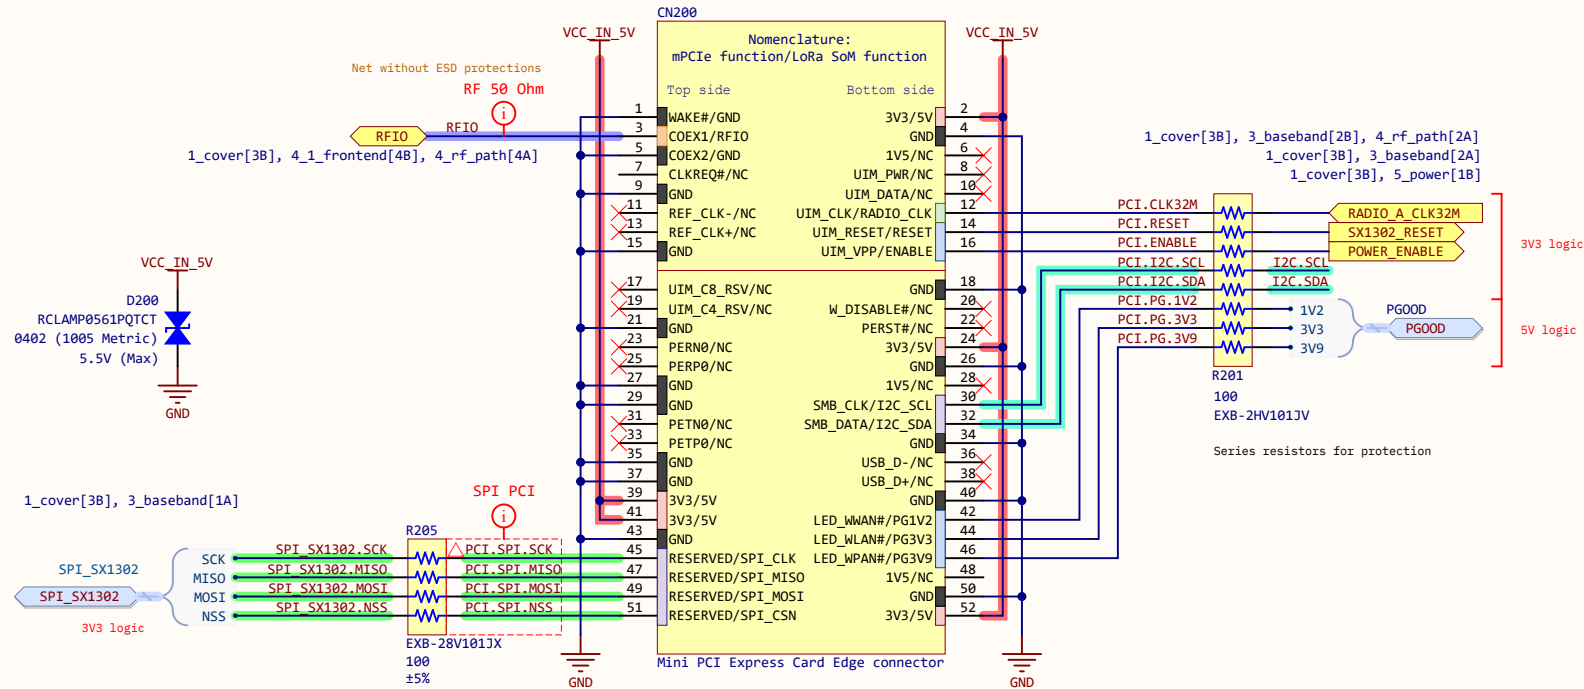 CN200
VCC_IN_5V
VCC_IN_5V
Nomenclature:
mPCIe function/LoRa SoM function
Net without ESD protections
RF 50 Ohm
i
Top side
Bottom side
RFIO
RFIO
1_cover[3B], 4_1_frontend[4B], 4_rf_path[4A]
1 WAKE#/GND
3 COEX1/RFIO
5 COEX2/GND
7 CLKREQ#/NC
9 GND
11 REF_CLK-/NC
13 REF_CLK+/NC
15 GND
17 UIM_C8_RSV/NC
19 UIM_C4_RSV/NC
21 GND
23 PERN0/NC
25 PERP0/NC
27 GND
29 GND
31 PETN0/NC
33 PETP0/NC
35 GND
37 GND
39 3V3/5V
41 3V3/5V
43 GND
45 RESERVED/SPI_CLK
47 RESERVED/SPI_MISO
49 RESERVED/SPI_MOSI
51 RESERVED/SPI_CSN
3V3/5V 2
GND 4
1V5/NC 6
UIM_PWR/NC 8
UIM_DATA/NC 10
UIM_CLK/RADIO_CLK 12
UIM_RESET/RESET 14
UIM_VPP/ENABLE 16
GND 18
W_DISABLE#/NC 20
PERST#/NC 22
3V3/5V 24
GND 26
1V5/NC 28
SMB_CLK/I2C_SCL 30
SMB_DATA/I2C_SDA 32
GND 34
USB_D-/NC 36
USB_D+/NC 38
GND 40
LED_WWAN#/PG1V2 42
LED_WLAN#/PG3V3 44
LED_WPAN#/PG3V9 46
1V5/NC 48
GND 50
3V3/5V 52
Mini PCI Express Card Edge connector
GND
GND
1_cover[3B], 3_baseband[2B], 4_rf_path[2A]
1_cover[3B], 3_baseband[2A]
1_cover[3B], 5_power[1B]
PCI.CLK32M
RADIO_A_CLK32M
PCI.RESET
SX1302_RESET
PCI.ENABLE
POWER_ENABLE
PCI.I2C.SCL
I2C.SCL
PCI.I2C.SDA
I2C.SDA
PCI.PG.1V2
1V2
PCI.PG.3V3
3V3
PCI.PG.3V9
3V9
PGOOD
PGOOD
3V3 logic
5V logic
R201
100
EXB-2HV101JV
Series resistors for protection
VCC_IN_5V
D200
RCLAMP0561PQTCT
0402 (1005 Metric)
5.5V (Max)
GND
1_cover[3B], 3_baseband[1A]
SPI PCI
i
R205
SPI_SX1302
SPI_SX1302
3V3 logic
SCK
MISO
MOSI
NSS
SPI_SX1302.SCK
SPI_SX1302.MISO
SPI_SX1302.MOSI
SPI_SX1302.NSS
PCI.SPI.SCK
PCI.SPI.MISO
PCI.SPI.MOSI
PCI.SPI.NSS
EXB-28V101JX
100
±5%